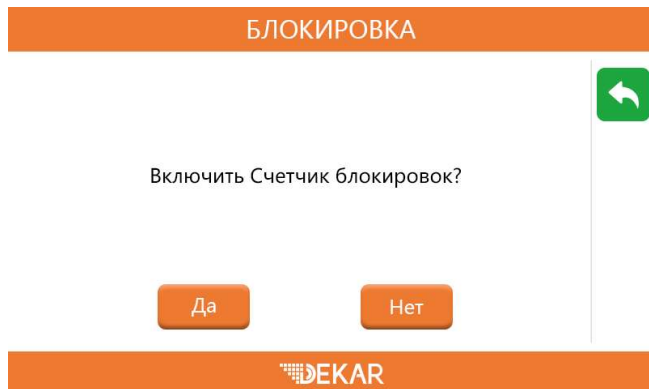 БЛОКИРОВКА
Включить Счетчик блокировок?
Да
Нет
DEKAR